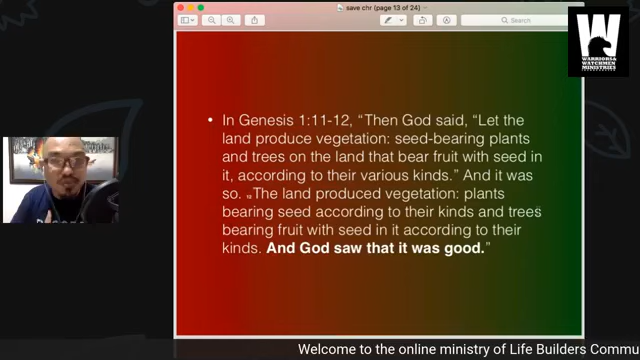 save chr (page 13 of 24)
Search
WARRIORS &
WATCHMEN
MINISTRIES
• In Genesis 1:11-12, “Then God said, “Let the
land produce vegetation: seed-bearing plants
and trees on the land that bear fruit with seed in
it, according to their various kinds.” And it was
so. „The land produced vegetation: plants
bearing seed according to their kinds and trees
bearing fruit with seed in it according to their
kinds. And God saw that it was good.”
Welcome to the online ministry of Life Builders Commu